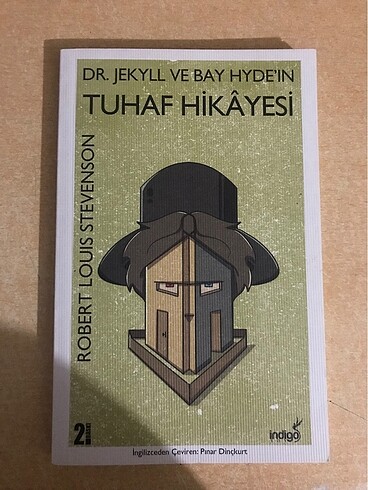 DR. JEKYLL VE BAY HYDE'IN
TUHAF HİKÂYESİ
ROBERT LOUIS STEVENSON
2
indigo
İngilizceden Çeviren: Pınar Dinçkurt